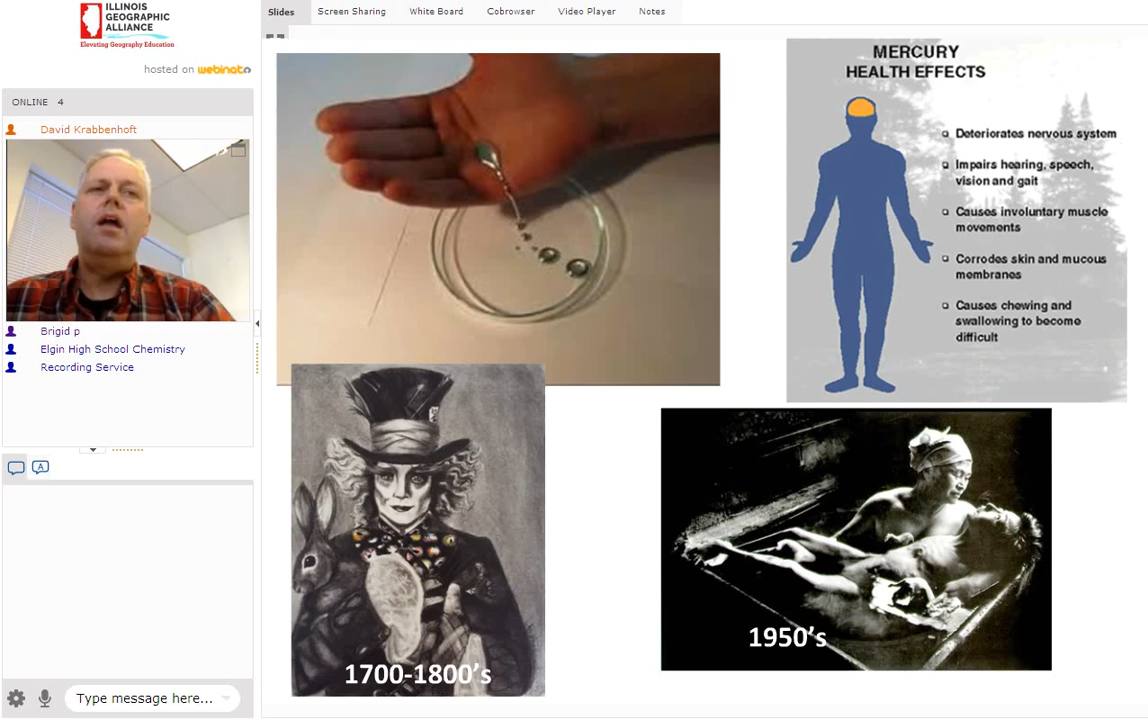 ILLINOIS
GEOGRAPHIC
ALLIANCE
Elevating Geography Education
hosted on webinato
ONLINE 4
David Krabbenhoft
Brigid p
Elgin High School Chemistry
Recording Service
A
Type message here...
Slides Screen Sharing White Board Cobrowser Video Player Notes
MERCURY
HEALTH EFFECTS
Deteriorates nervous system
Impairs hearing, speech,
vision and gait
Causes involuntary muscle
movements
Corrodes skin and mucous
membranes
Causes chewing and
swallowing to become
difficult
1700-1800's
1950's